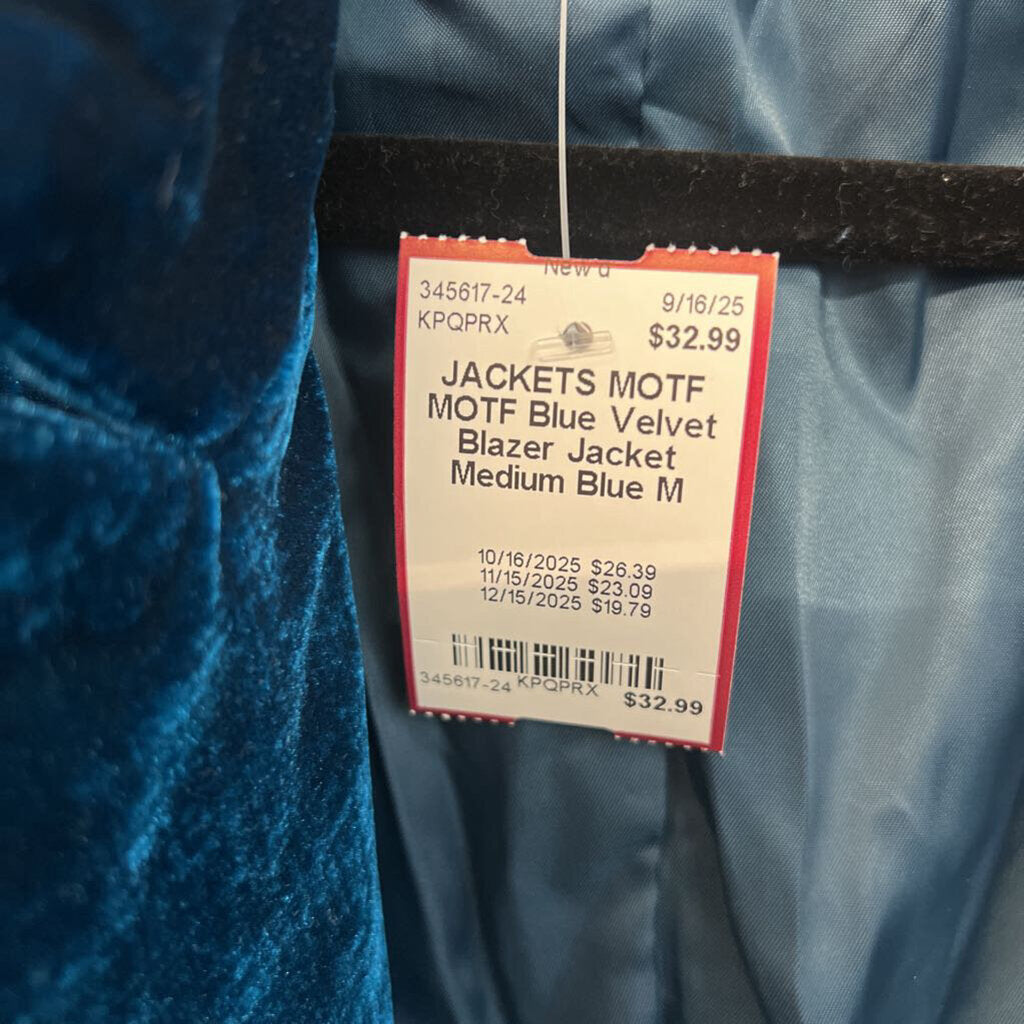 345617-24
9/16/25
KPQPRX
$32.99
JACKETS MOTF
MOTF Blue Velvet
Blazer Jacket
Medium Blue M
10/16/2025 $26.39
11/15/2025 $23.09
12/15/2025 $19.79
345617-24 KPQPRX $32.99